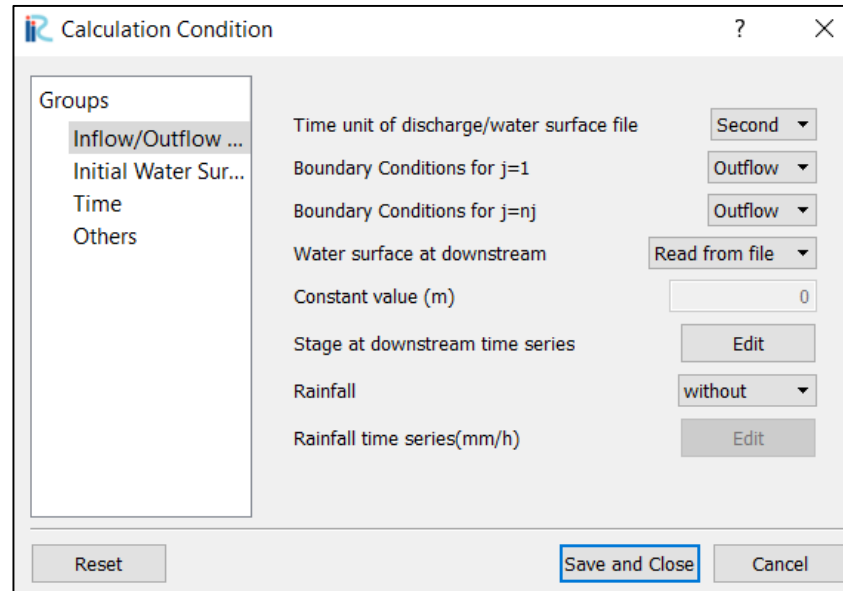 Calculation Condition ?
Groups
Inflow/Outflow ...
Initial Water Sur...
Time
Others
Time unit of discharge/water surface file Second
Boundary Conditions for j=1 Outflow
Boundary Conditions for j=nj Outflow
Water surface at downstream Read from file
Constant value (m) 0
Stage at downstream time series Edit
Rainfall without
Rainfall time series(mm/h) Edit
Reset Save and Close Cancel